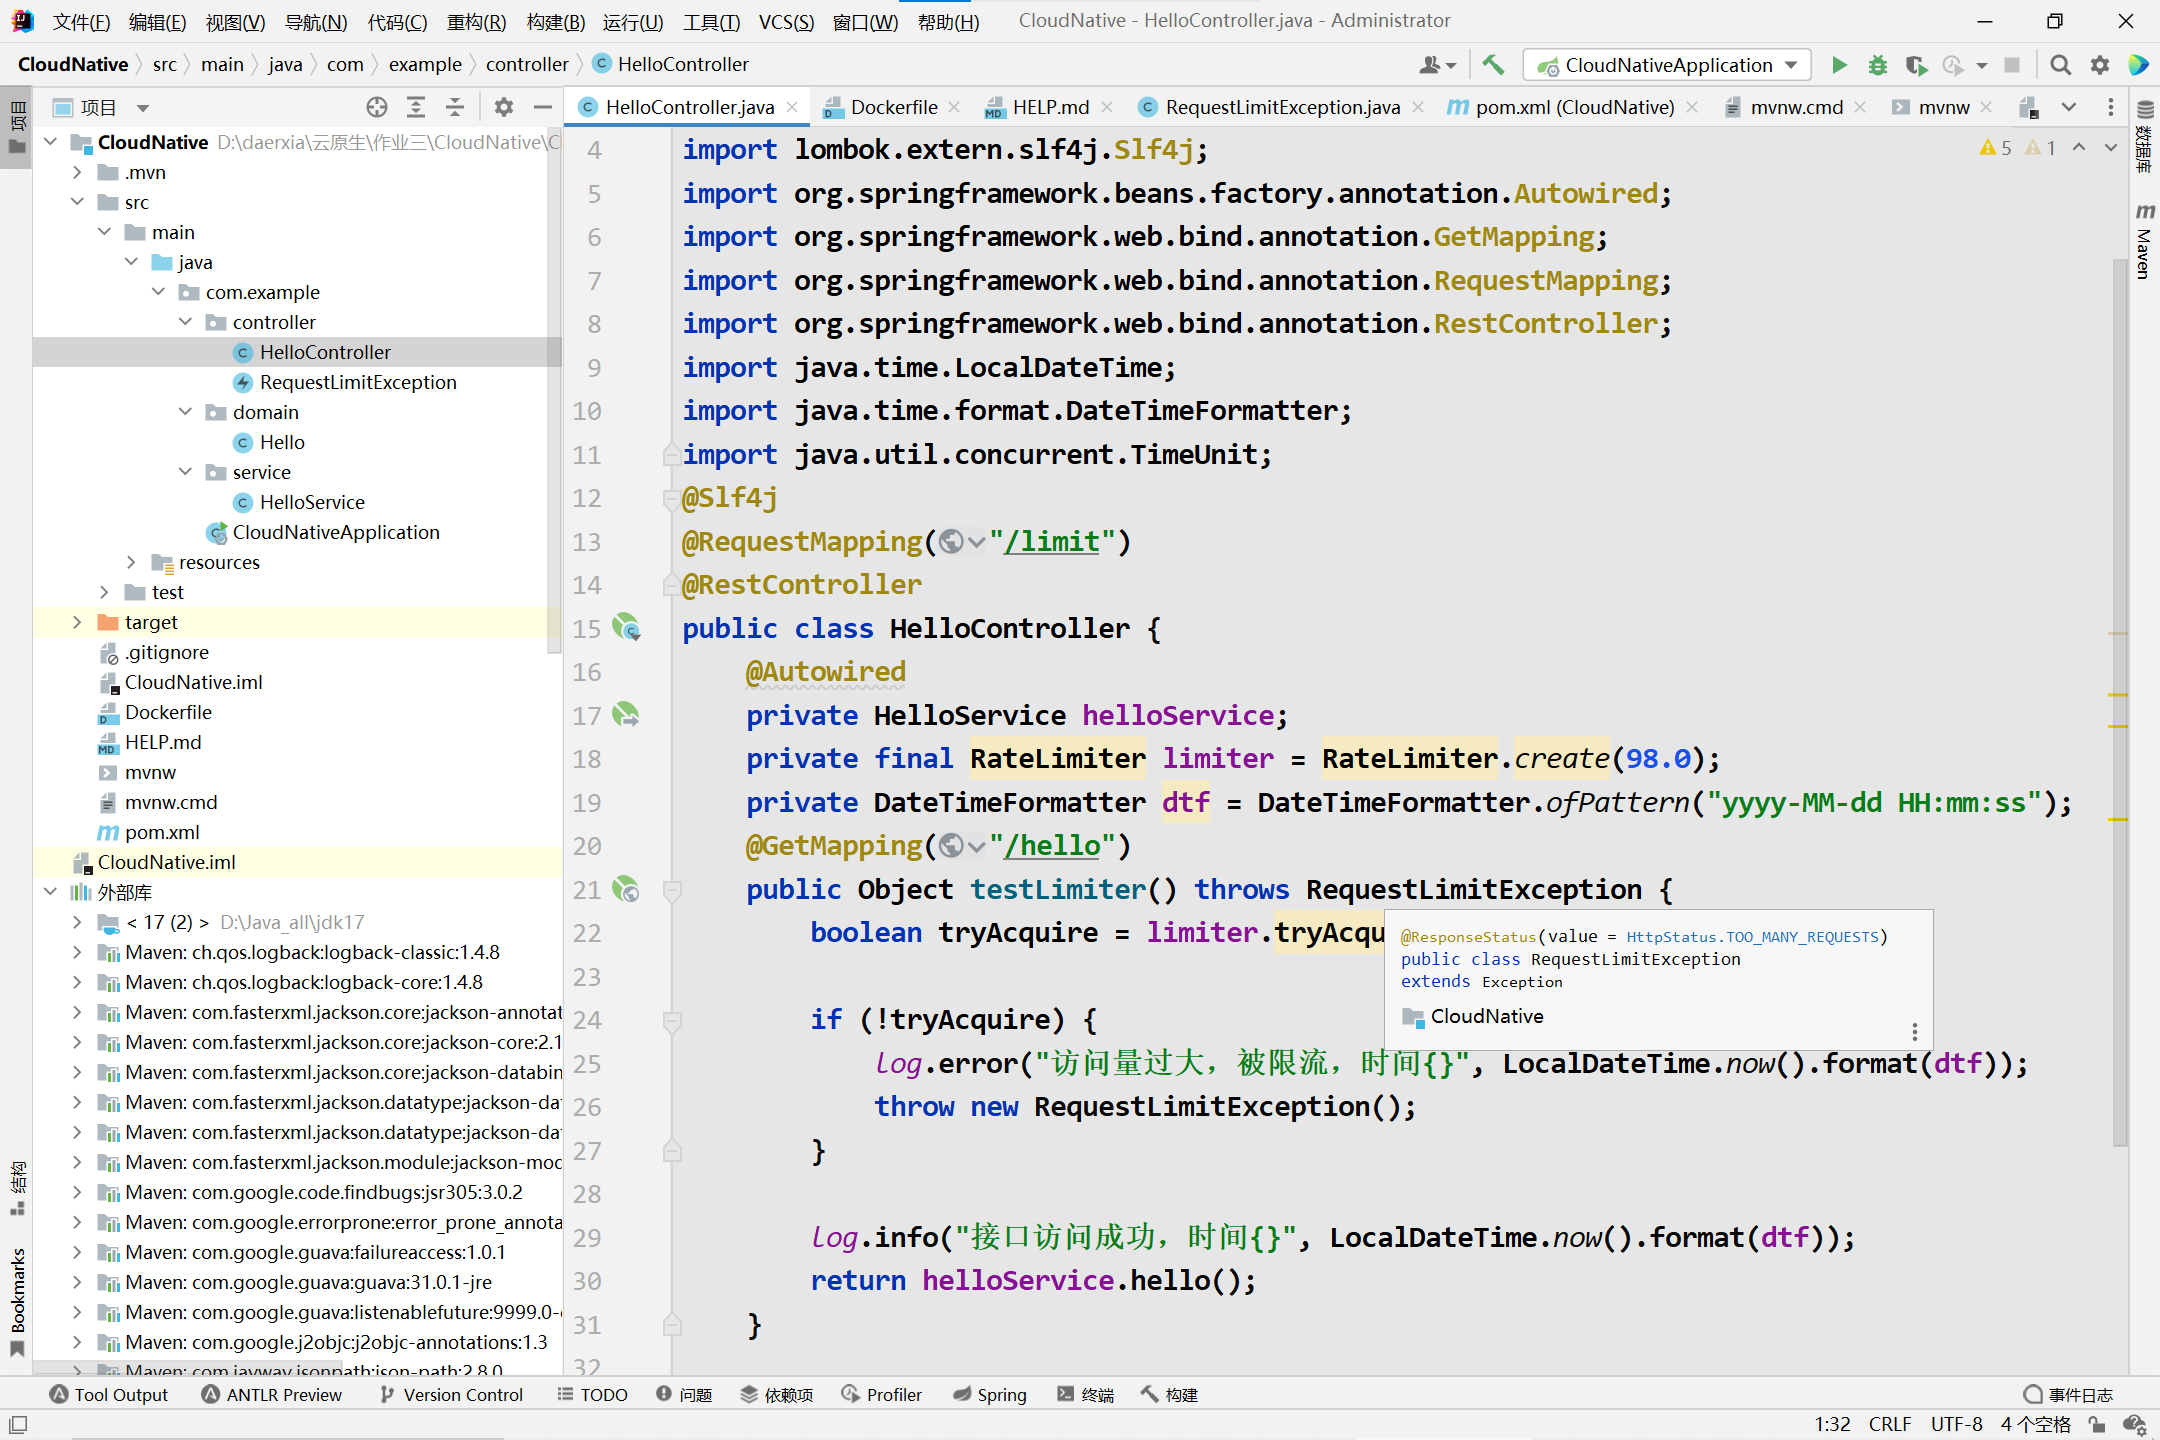 文件(F) 编辑(E) 视图(V) 导航(N) 代码(C) 重构(R) 构建(B) 运行(U) 工具(T) VCS(S) 窗口(W) 帮助(H) CloudNative - HelloController.java - Administrator
CloudNative src main java com example controller HelloController CloudNativeApplication
项目 HelloController.java Dockerfile HELP.md RequestLimitException.java pom.xml (CloudNative) mvnw.cmd mvnw
项目
结构
Bookmarks
CloudNative D:\daerxia\云原生\作业三\CloudNative\C
.mvn
src
main
java
com.example
controller
HelloController
RequestLimitException
domain
Hello
service
HelloService
CloudNativeApplication
resources
test
target
.gitignore
CloudNative.iml
Dockerfile
HELP.md
mvnw
mvnw.cmd
pom.xml
CloudNative.iml
外部库
< 17 (2) > D:\Java_all\jdk17
Maven: ch.qos.logback:logback-classic:1.4.8
Maven: ch.qos.logback:logback-core:1.4.8
Maven: com.fasterxml.jackson.core:jackson-annotat
Maven: com.fasterxml.jackson.core:jackson-core:2.1
Maven: com.fasterxml.jackson.core:jackson-databin
Maven: com.fasterxml.jackson.datatype:jackson-da
Maven: com.fasterxml.jackson.datatype:jackson-da
Maven: com.fasterxml.jackson.module:jackson-moc
Maven: com.google.code.findbugs:jsr305:3.0.2
Maven: com.google.errorprone:error_prone_annota
Maven: com.google.guava:failureaccess:1.0.1
Maven: com.google.guava:guava:31.0.1-jre
Maven: com.google.guava:listenablefuture:9999.0-
Maven: com.google.j2objc:j2objc-annotations:1.3
Maven: com.jayway.jsonpath:json-path:2.8.0
4 import lombok.extern.slf4j.Slf4j;
5 import org.springframework.beans.factory.annotation.Autowired;
6 import org.springframework.web.bind.annotation.GetMapping;
7 import org.springframework.web.bind.annotation.RequestMapping;
8 import org.springframework.web.bind.annotation.RestController;
9 import java.time.LocalDateTime;
10 import java.time.format.DateTimeFormatter;
11 import java.util.concurrent.TimeUnit;
12 @Slf4j
13 @RequestMapping("/limit")
14 @RestController
15 public class HelloController {
16 @Autowired
17 private HelloService helloService;
18 private final RateLimiter limiter = RateLimiter.create(98.0);
19 private DateTimeFormatter dtf = DateTimeFormatter.ofPattern("yyyy-MM-dd HH:mm:ss");
20 @GetMapping("/hello")
21 public Object testLimiter() throws RequestLimitException {
22 boolean tryAcquire = limiter.tryAcqu
23
24 if (!tryAcquire) {
25 log.error("访问量过大，被限流，时间{}", LocalDateTime.now().format(dtf));
26 throw new RequestLimitException();
27 }
28
29 log.info("接口访问成功，时间{}", LocalDateTime.now().format(dtf));
30 return helloService.hello();
31 }
32
@ResponseStatus(value = HttpStatus.TOO_MANY_REQUESTS)
public class RequestLimitException
extends Exception
CloudNative
5 1
数据库
Maven
Tool Output ANTLR Preview Version Control TODO 问题 依赖项 Profiler Spring 终端 构建 事件日志
1:32 CRLF UTF-8 4 个空格